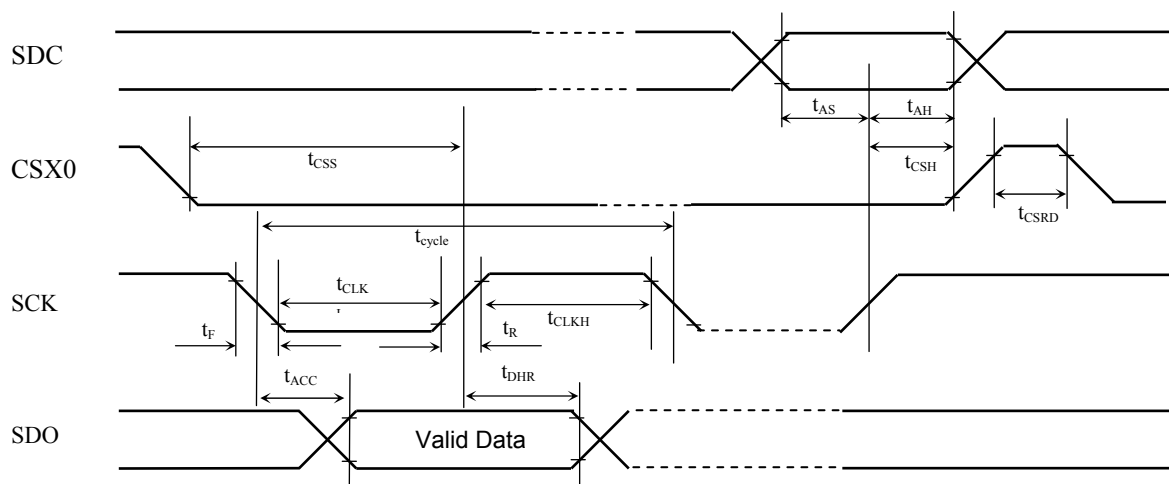 SDC
tAS
tAH
tCSS
tCSH
CSX0
tCSRD
tcycle
tCLK
SCK
tCLKH
tF
tR
tACC
tDHR
SDO
Valid Data